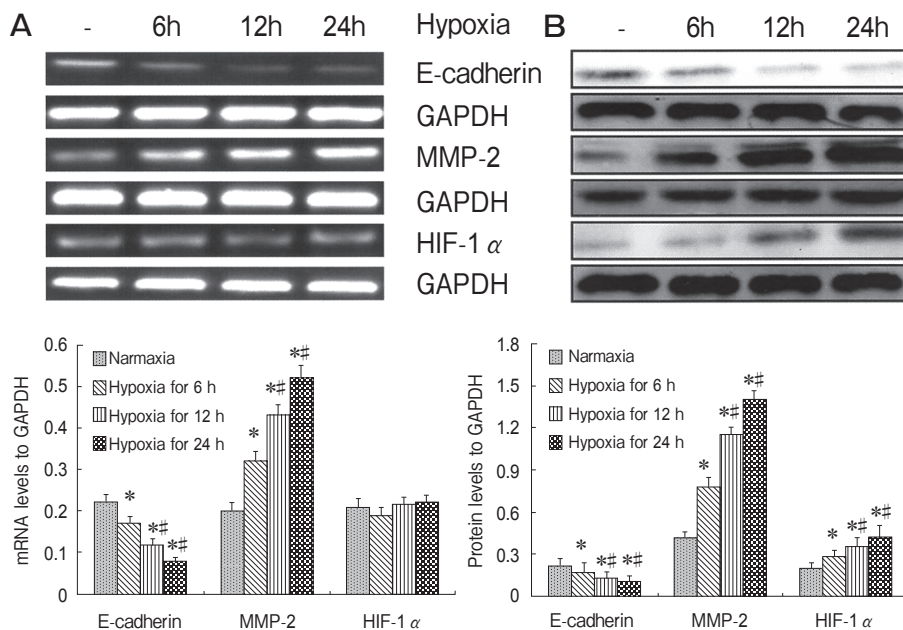 A - 6h 12h 24h Hypoxia B - 6h 12h 24h
E-cadherin
GAPDH
MMP-2
GAPDH
HIF-1 α
GAPDH
mRNA levels to GAPDH
0.6
0.5
0.4
0.3
0.2
0.1
0
Narmaxia
Hypoxia for 6 h
Hypoxia for 12 h
Hypoxia for 24 h
* *# *#
* *# *#
E-cadherin MMP-2 HIF-1 α
Protein levels to GAPDH
1.8
1.5
1.2
0.9
0.6
0.3
0
Narmaxia
Hypoxia for 6 h
Hypoxia for 12 h
Hypoxia for 24 h
* *# *#
* *# *#
* *# *#
E-cadherin MMP-2 HIF-1 α